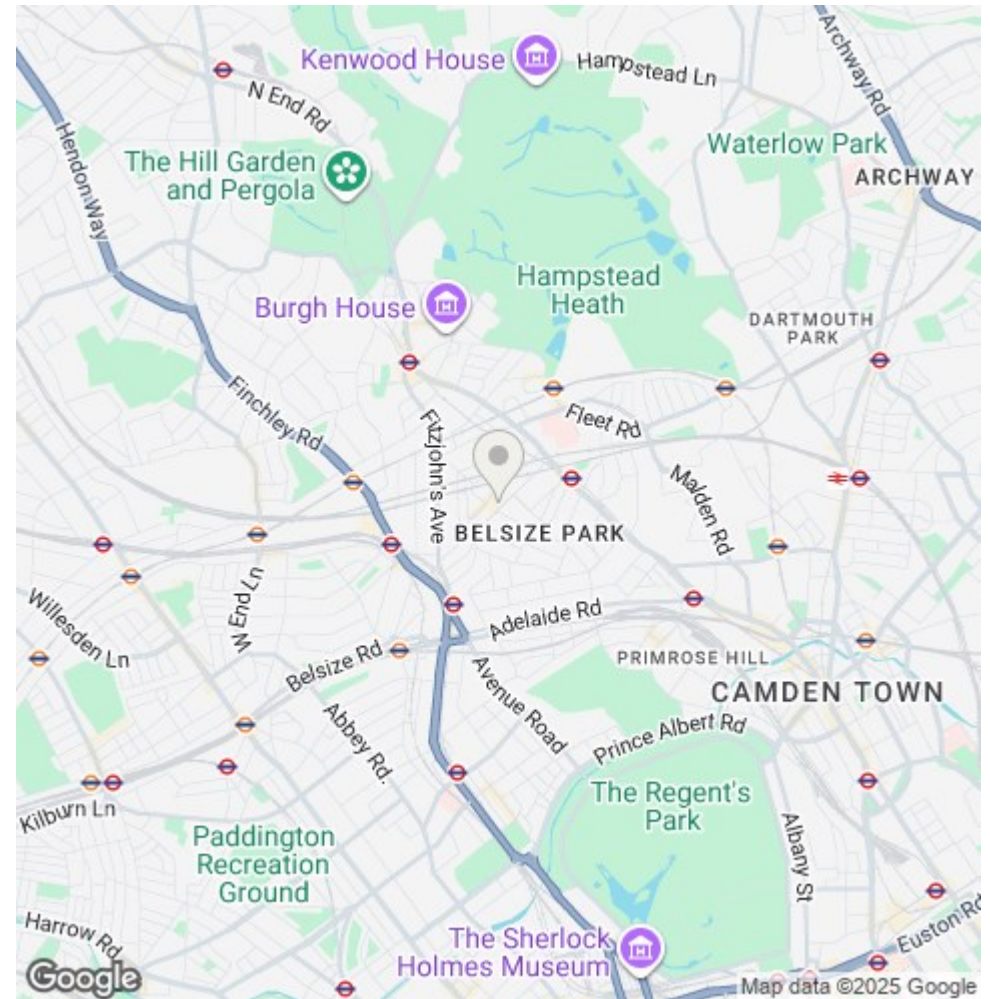 Kenwood House
Hampstead Ln
Archway Rd
N End Rd
Hendon Way
The Hill Garden
and Pergola
Waterlow Park
ARCHWAY
Hampstead
Heath
Burgh House
DARTMOUTH
PARK
Finchley Rd
Fitzjohn's Ave
Fleet Rd
Malden Rd
BELSIZE PARK
W End Ln
Willesden Ln
Adelaide Rd
Belsize Rd
PRIMROSE HILL
Avenue Road
CAMDEN TOWN
Abbey Rd.
Prince Albert Rd
Kilburn Ln
The Regent's
Park
Paddington
Recreation
Ground
Albany St
Harrow Rd
The Sherlock
Holmes Museum
Euston Rd
Google
Map data ©2025 Google